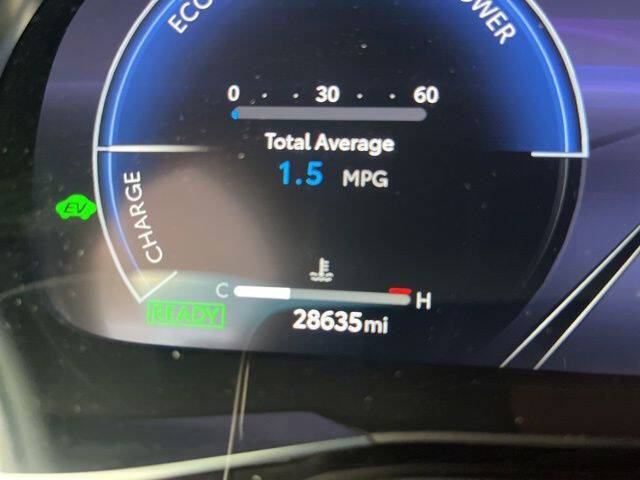 ECO
POWER
0 · · 30 · · 60
Total Average
1.5 MPG
EV
CHARGE
C H
READY
28635mi